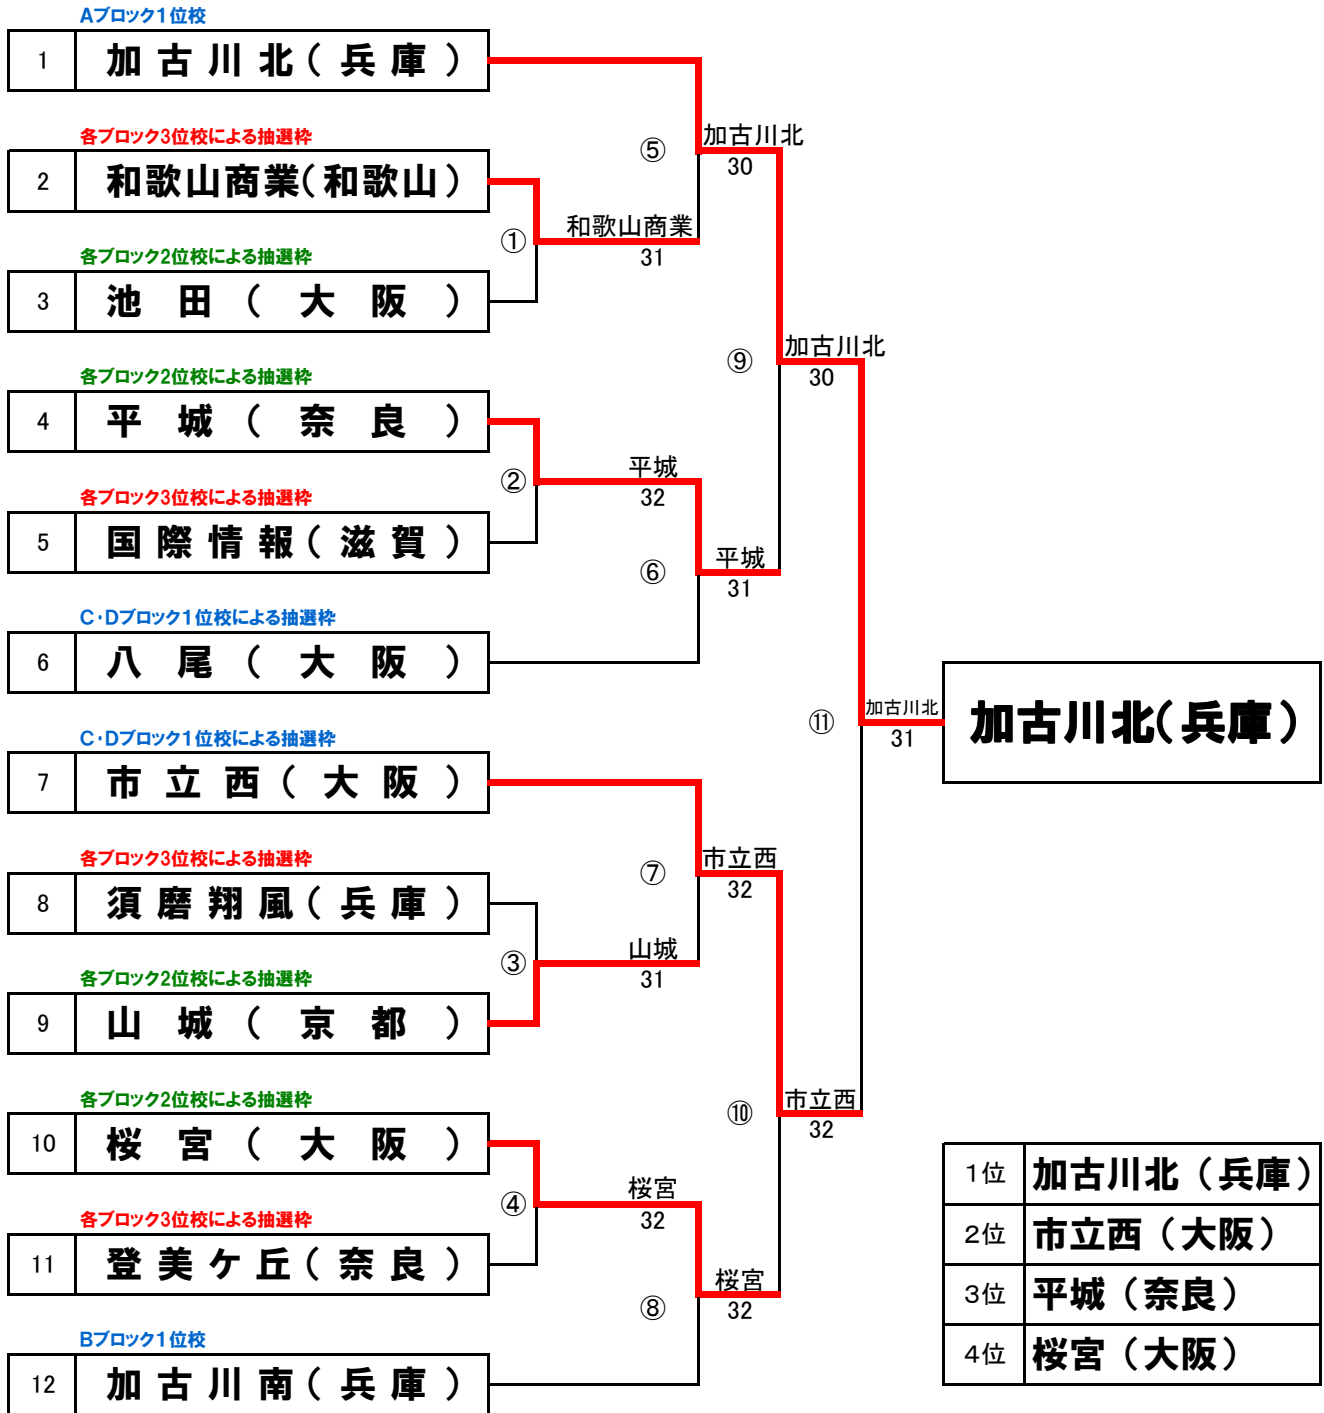 Aブロック1位校
1 加古川北(兵庫)
各ブロック3位校による抽選枠
2 和歌山商業(和歌山)
各ブロック2位校による抽選枠
3 池田(大阪)
各ブロック2位校による抽選枠
4 平城(奈良)
各ブロック3位校による抽選枠
5 国際情報(滋賀)
C・Dブロック1位校による抽選枠
6 八尾(大阪)
C・Dブロック1位校による抽選枠
7 市立西(大阪)
各ブロック3位校による抽選枠
8 須磨翔風(兵庫)
各ブロック2位校による抽選枠
9 山城(京都)
各ブロック2位校による抽選枠
10 桜宮(大阪)
各ブロック3位校による抽選枠
11 登美ケ丘(奈良)
Bブロック1位校
12 加古川南(兵庫)
①
和歌山商業
31
②
平城
32
③
山城
31
④
桜宮
32
⑤
加古川北
30
⑥
平城
31
⑦
市立西
32
⑧
桜宮
32
⑨
加古川北
30
⑩
市立西
32
⑪
加古川北
31
加古川北(兵庫)
1位 加古川北(兵庫)
2位 市立西(大阪)
3位 平城(奈良)
4位 桜宮(大阪)